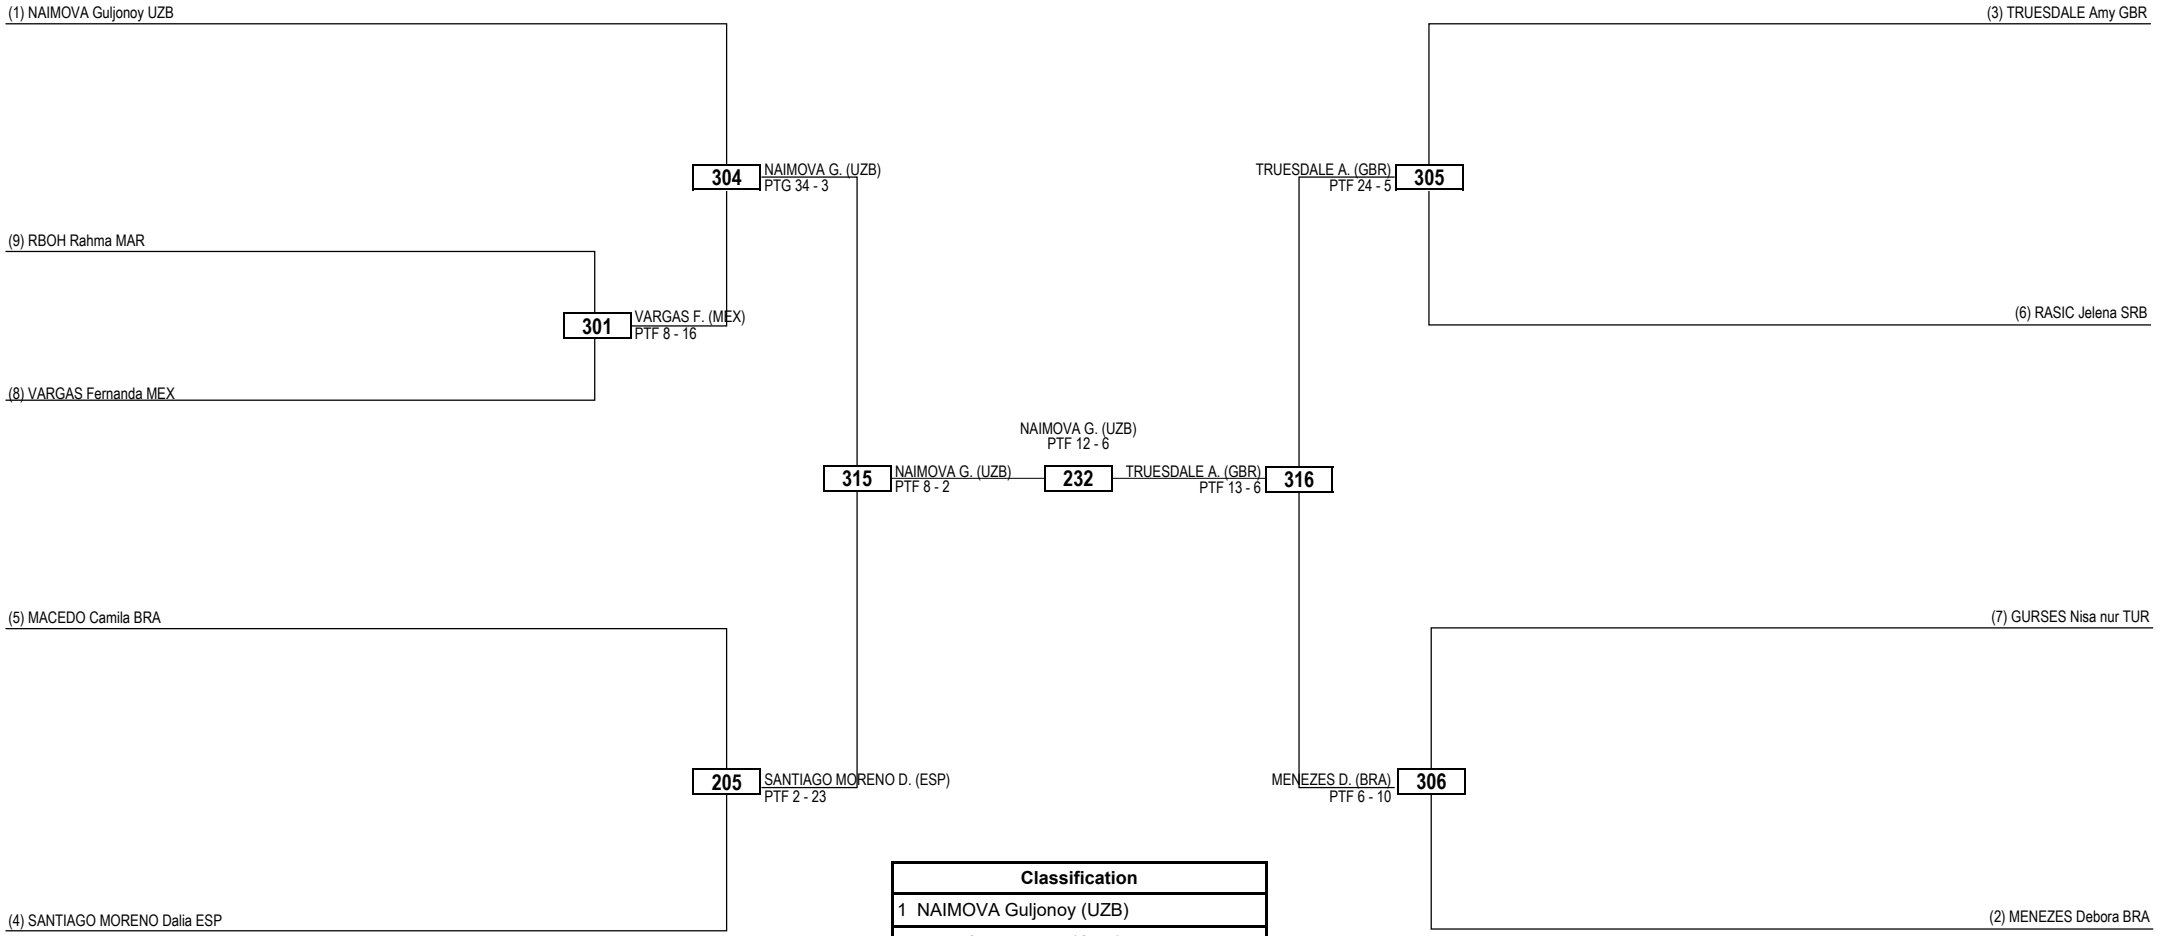 (1) NAIMOVA Guljonoy UZB
(3) TRUESDALE Amy GBR
304
NAIMOVA G. (UZB)
PTG 34 - 3
TRUESDALE A. (GBR)
PTF 24 - 5
305
(9) RBOH Rahma MAR
301
VARGAS F. (MEX)
PTF 8 - 16
(6) RASIC Jelena SRB
(8) VARGAS Fernanda MEX
NAIMOVA G. (UZB)
PTF 12 - 6
315
NAIMOVA G. (UZB)
PTF 8 - 2
232
TRUESDALE A. (GBR)
PTF 13 - 6
316
(5) MACEDO Camila BRA
(7) GURSES Nisa nur TUR
205
SANTIAGO MORENO D. (ESP)
PTF 2 - 23
MENEZES D. (BRA)
PTF 6 - 10
306
Classification
1 NAIMOVA Guljonoy (UZB)
(4) SANTIAGO MORENO Dalia ESP
(2) MENEZES Debora BRA